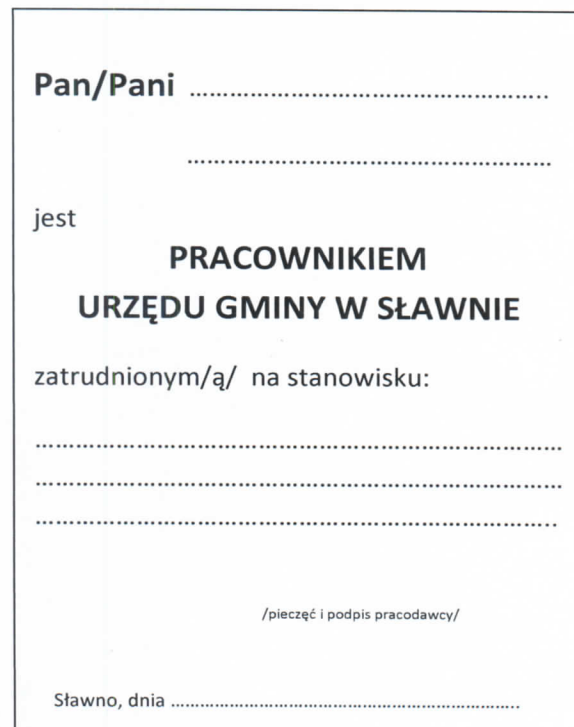 Pan/Pani ................................................
................................................
jest
PRACOWNIKIEM
URZĘDU GMINY W SŁAWNIE
zatrudnionym/ą/ na stanowisku:
......................................................................
......................................................................
......................................................................
/pieczęć i podpis pracodawcy/
Sławno, dnia ......................................................................